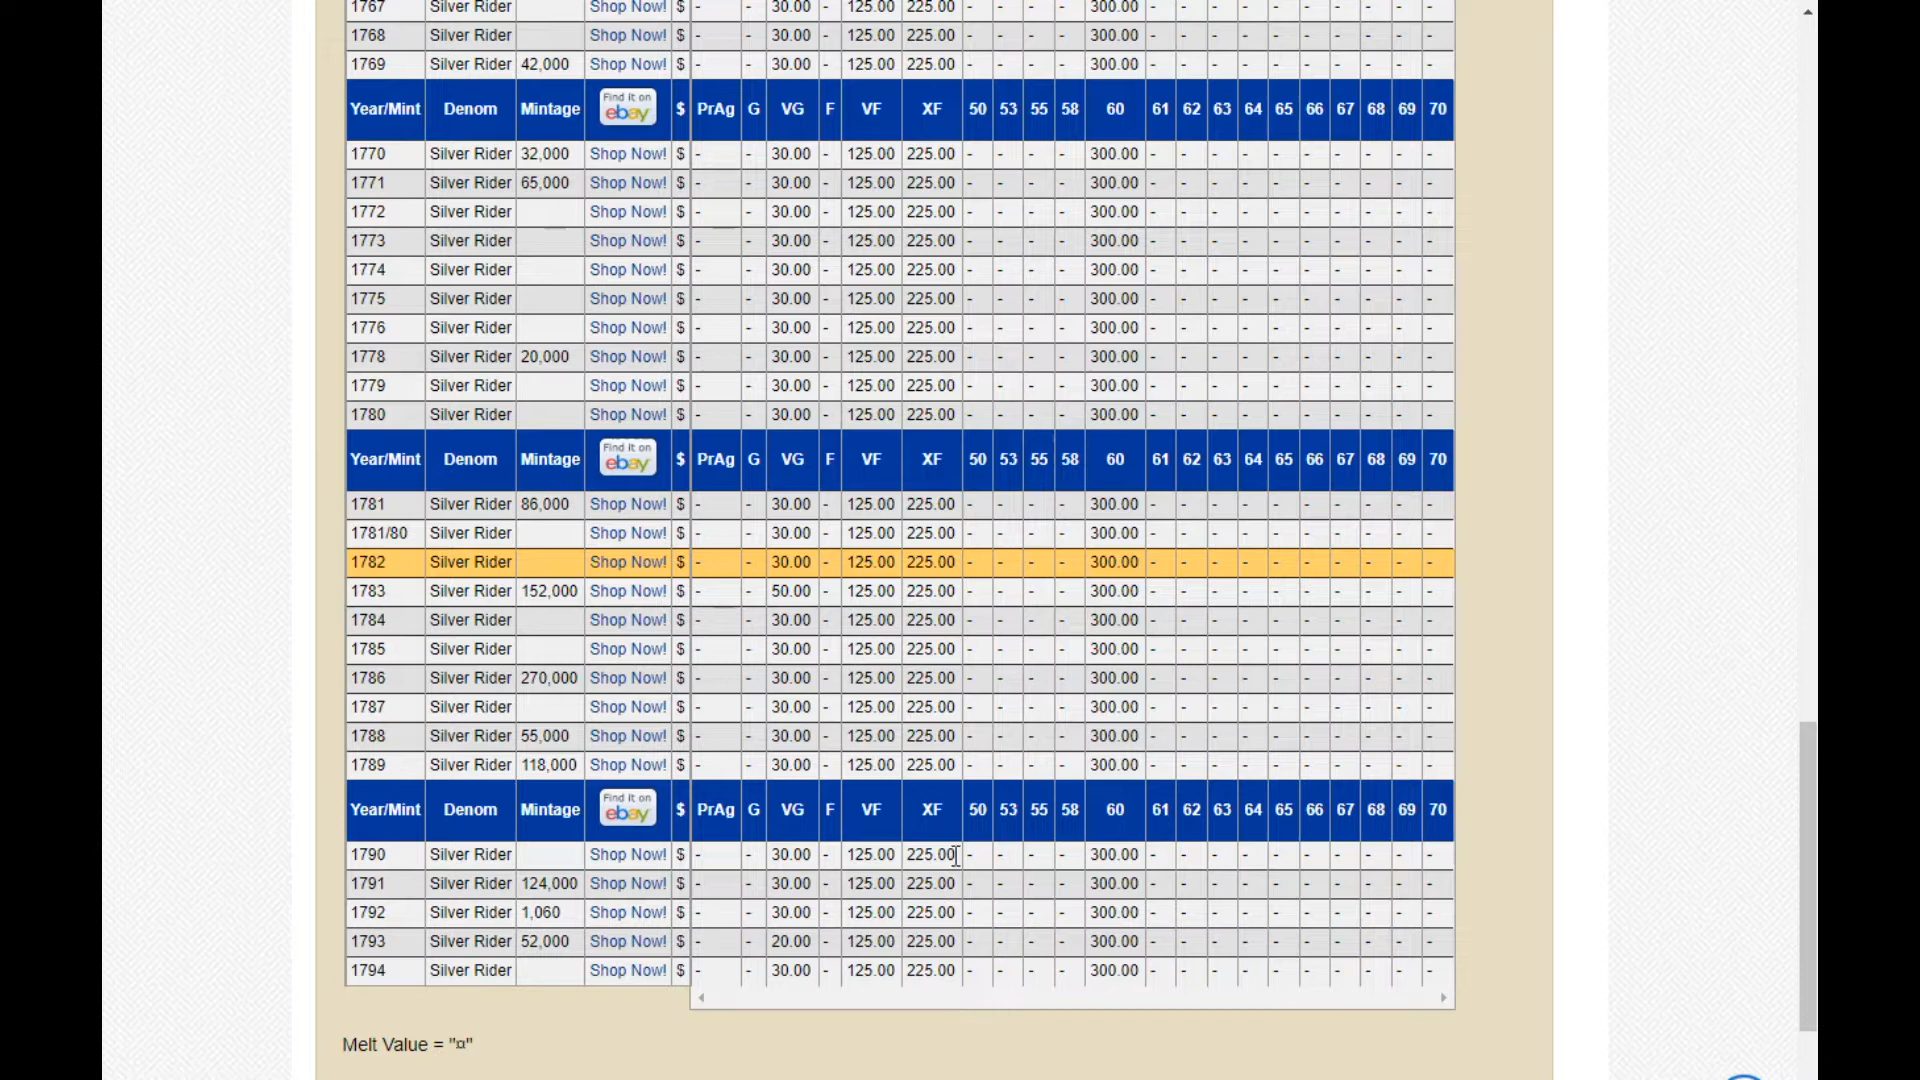 1767 Silver Rider Shop Now! $ - - 30.00 - 125.00 225.00 - - - - 300.00 - - - - - - - - - -
1768 Silver Rider Shop Now! $ - - 30.00 - 125.00 225.00 - - - - 300.00 - - - - - - - - - -
1769 Silver Rider 42,000 Shop Now! $ - - 30.00 - 125.00 225.00 - - - - 300.00 - - - - - - - - - -
Year/Mint Denom Mintage Find it on ebay $ PrAg G VG F VF XF 50 53 55 58 60 61 62 63 64 65 66 67 68 69 70
1770 Silver Rider 32,000 Shop Now! $ - - 30.00 - 125.00 225.00 - - - - 300.00 - - - - - - - - - -
1771 Silver Rider 65,000 Shop Now! $ - - 30.00 - 125.00 225.00 - - - - 300.00 - - - - - - - - - -
1772 Silver Rider Shop Now! $ - - 30.00 - 125.00 225.00 - - - - 300.00 - - - - - - - - - -
1773 Silver Rider Shop Now! $ - - 30.00 - 125.00 225.00 - - - - 300.00 - - - - - - - - - -
1774 Silver Rider Shop Now! $ - - 30.00 - 125.00 225.00 - - - - 300.00 - - - - - - - - - -
1775 Silver Rider Shop Now! $ - - 30.00 - 125.00 225.00 - - - - 300.00 - - - - - - - - - -
1776 Silver Rider Shop Now! $ - - 30.00 - 125.00 225.00 - - - - 300.00 - - - - - - - - - -
1778 Silver Rider 20,000 Shop Now! $ - - 30.00 - 125.00 225.00 - - - - 300.00 - - - - - - - - - -
1779 Silver Rider Shop Now! $ - - 30.00 - 125.00 225.00 - - - - 300.00 - - - - - - - - - -
1780 Silver Rider Shop Now! $ - - 30.00 - 125.00 225.00 - - - - 300.00 - - - - - - - - - -
Year/Mint Denom Mintage Find it on ebay $ PrAg G VG F VF XF 50 53 55 58 60 61 62 63 64 65 66 67 68 69 70
1781 Silver Rider 86,000 Shop Now! $ - - 30.00 - 125.00 225.00 - - - - 300.00 - - - - - - - - - -
1781/80 Silver Rider Shop Now! $ - - 30.00 - 125.00 225.00 - - - - 300.00 - - - - - - - - - -
1782 Silver Rider Shop Now! $ - - 30.00 - 125.00 225.00 - - - - 300.00 - - - - - - - - - -
1783 Silver Rider 152,000 Shop Now! $ - - 50.00 - 125.00 225.00 - - - - 300.00 - - - - - - - - - -
1784 Silver Rider Shop Now! $ - - 30.00 - 125.00 225.00 - - - - 300.00 - - - - - - - - - -
1785 Silver Rider Shop Now! $ - - 30.00 - 125.00 225.00 - - - - 300.00 - - - - - - - - - -
1786 Silver Rider 270,000 Shop Now! $ - - 30.00 - 125.00 225.00 - - - - 300.00 - - - - - - - - - -
1787 Silver Rider Shop Now! $ - - 30.00 - 125.00 225.00 - - - - 300.00 - - - - - - - - - -
1788 Silver Rider 55,000 Shop Now! $ - - 30.00 - 125.00 225.00 - - - - 300.00 - - - - - - - - - -
1789 Silver Rider 118,000 Shop Now! $ - - 30.00 - 125.00 225.00 - - - - 300.00 - - - - - - - - - -
Year/Mint Denom Mintage Find it on ebay $ PrAg G VG F VF XF 50 53 55 58 60 61 62 63 64 65 66 67 68 69 70
1790 Silver Rider Shop Now! $ - - 30.00 - 125.00 225.00 - - - - 300.00 - - - - - - - - - -
1791 Silver Rider 124,000 Shop Now! $ - - 30.00 - 125.00 225.00 - - - - 300.00 - - - - - - - - - -
1792 Silver Rider 1,060 Shop Now! $ - - 30.00 - 125.00 225.00 - - - - 300.00 - - - - - - - - - -
1793 Silver Rider 52,000 Shop Now! $ - - 20.00 - 125.00 225.00 - - - - 300.00 - - - - - - - - - -
1794 Silver Rider Shop Now! $ - - 30.00 - 125.00 225.00 - - - - 300.00 - - - - - - - - - -
Melt Value = "¤"